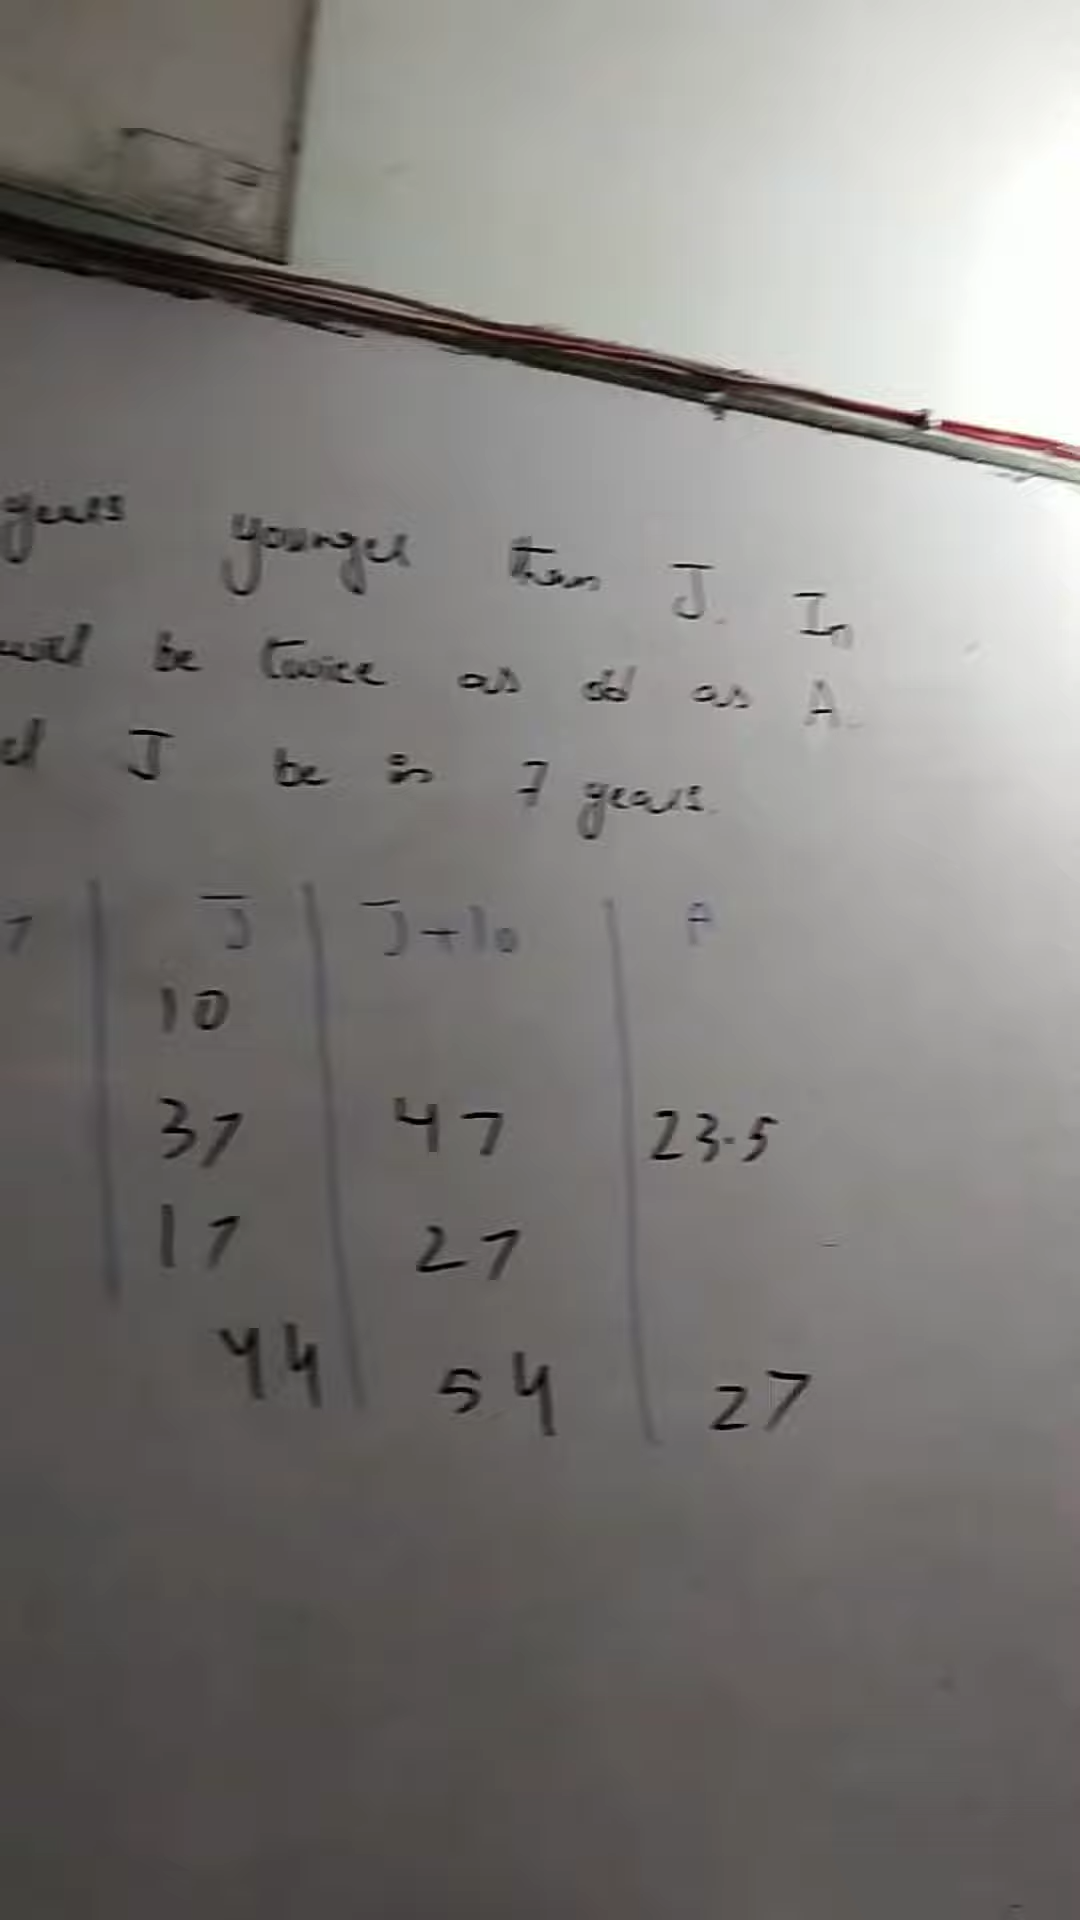 years younger than J. In
will be twice as old as A.
J be in 7 years.
7 J J+10 A
10
37 47 23.5
17 27
44 54 27